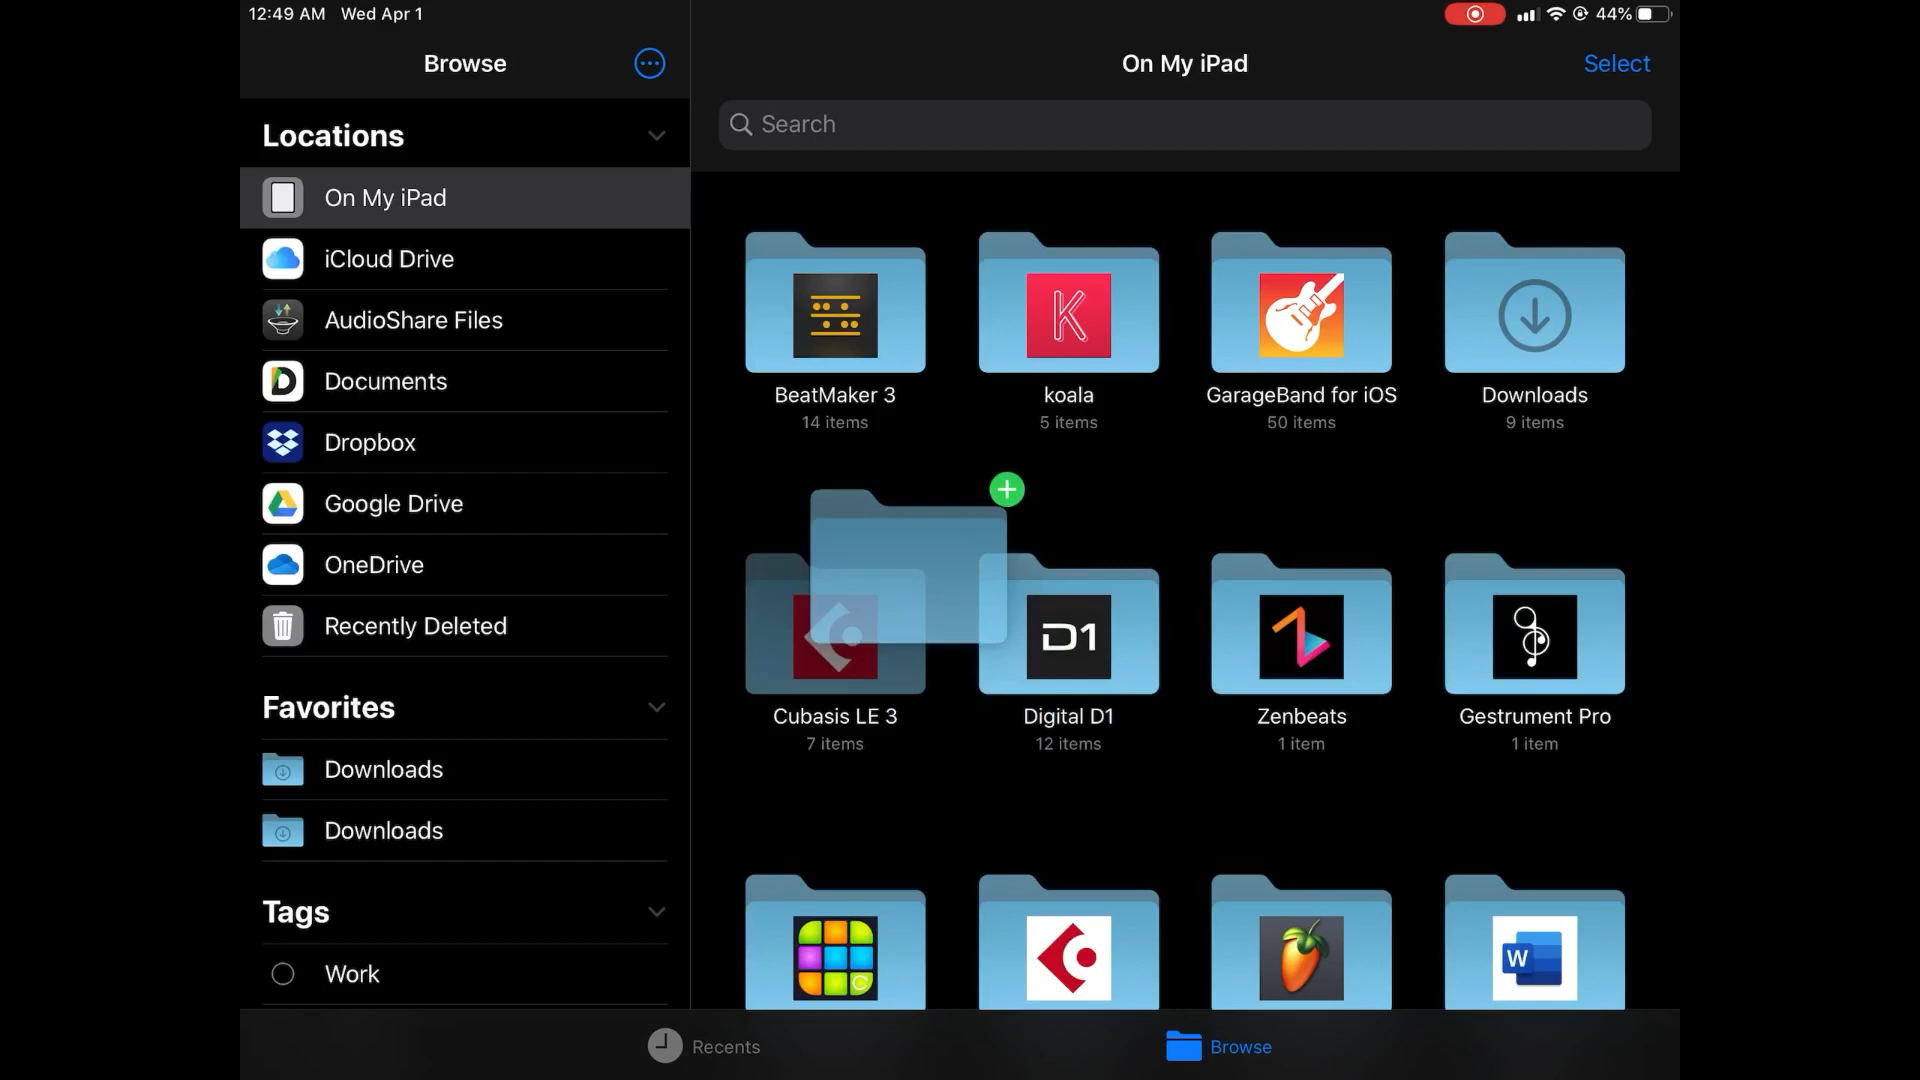 12:49 AM Wed Apr 1
44%
Browse
On My iPad
Select
Search
Locations
On My iPad
iCloud Drive
AudioShare Files
Documents
Dropbox
Google Drive
OneDrive
Recently Deleted
Favorites
Downloads
Downloads
Tags
Work
K
BeatMaker 3
14 items
koala
5 items
GarageBand for iOS
50 items
Downloads
9 items
D1
Cubasis LE 3
7 items
Digital D1
12 items
Zenbeats
1 item
Gestrument Pro
1 item
C
W
Recents
Browse